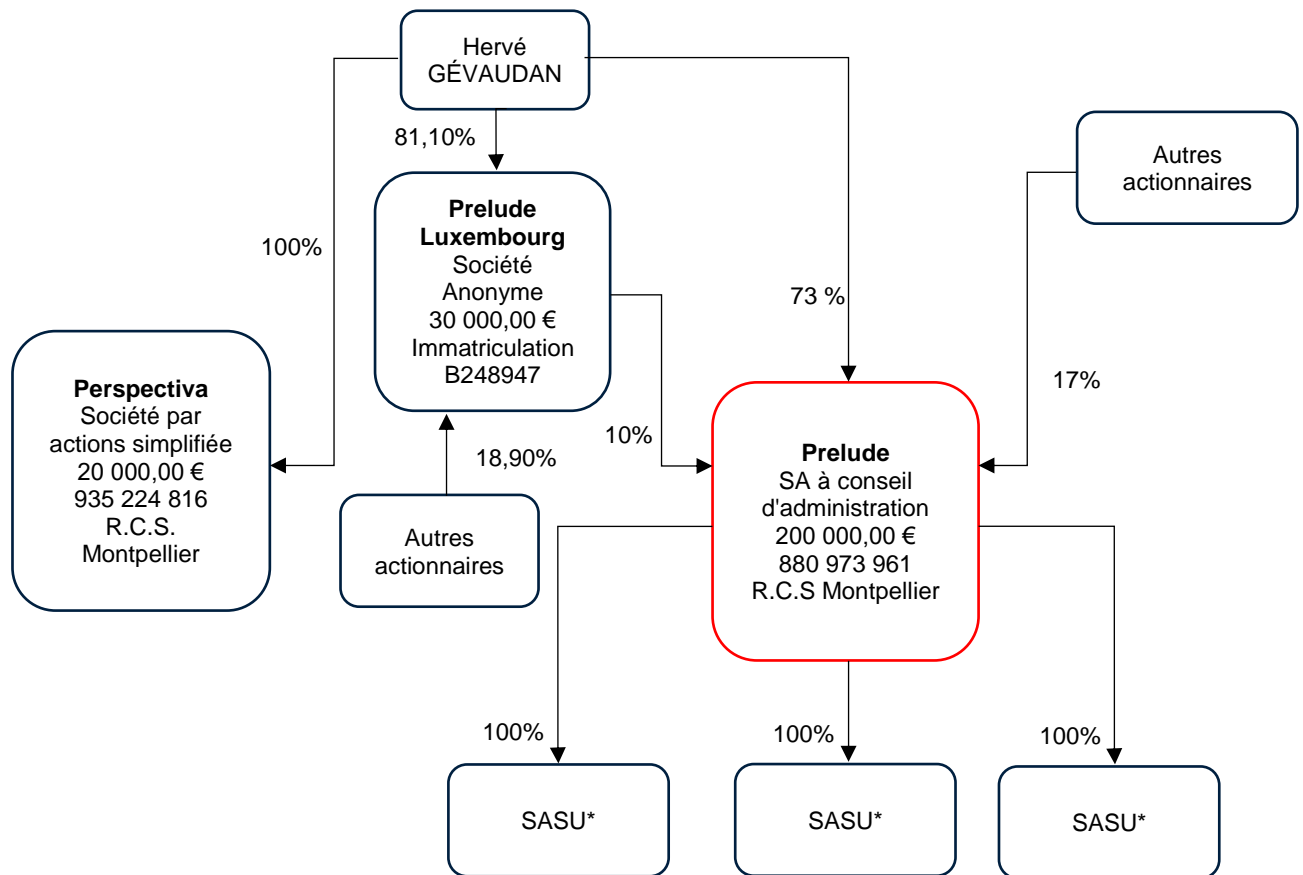 Hervé
GÉVAUDAN
81,10%
Autres
actionnaires
Prelude
Luxembourg
Société
Anonyme
30 000,00 €
Immatriculation
B248947
100%
73 %
Perspectiva
Société par
actions simplifiée
20 000,00 €
935 224 816
R.C.S.
Montpellier
17%
10%
18,90%
Prelude
SA à conseil
d'administration
200 000,00 €
880 973 961
R.C.S Montpellier
Autres
actionnaires
100%
100%
100%
SASU*
SASU*
SASU*